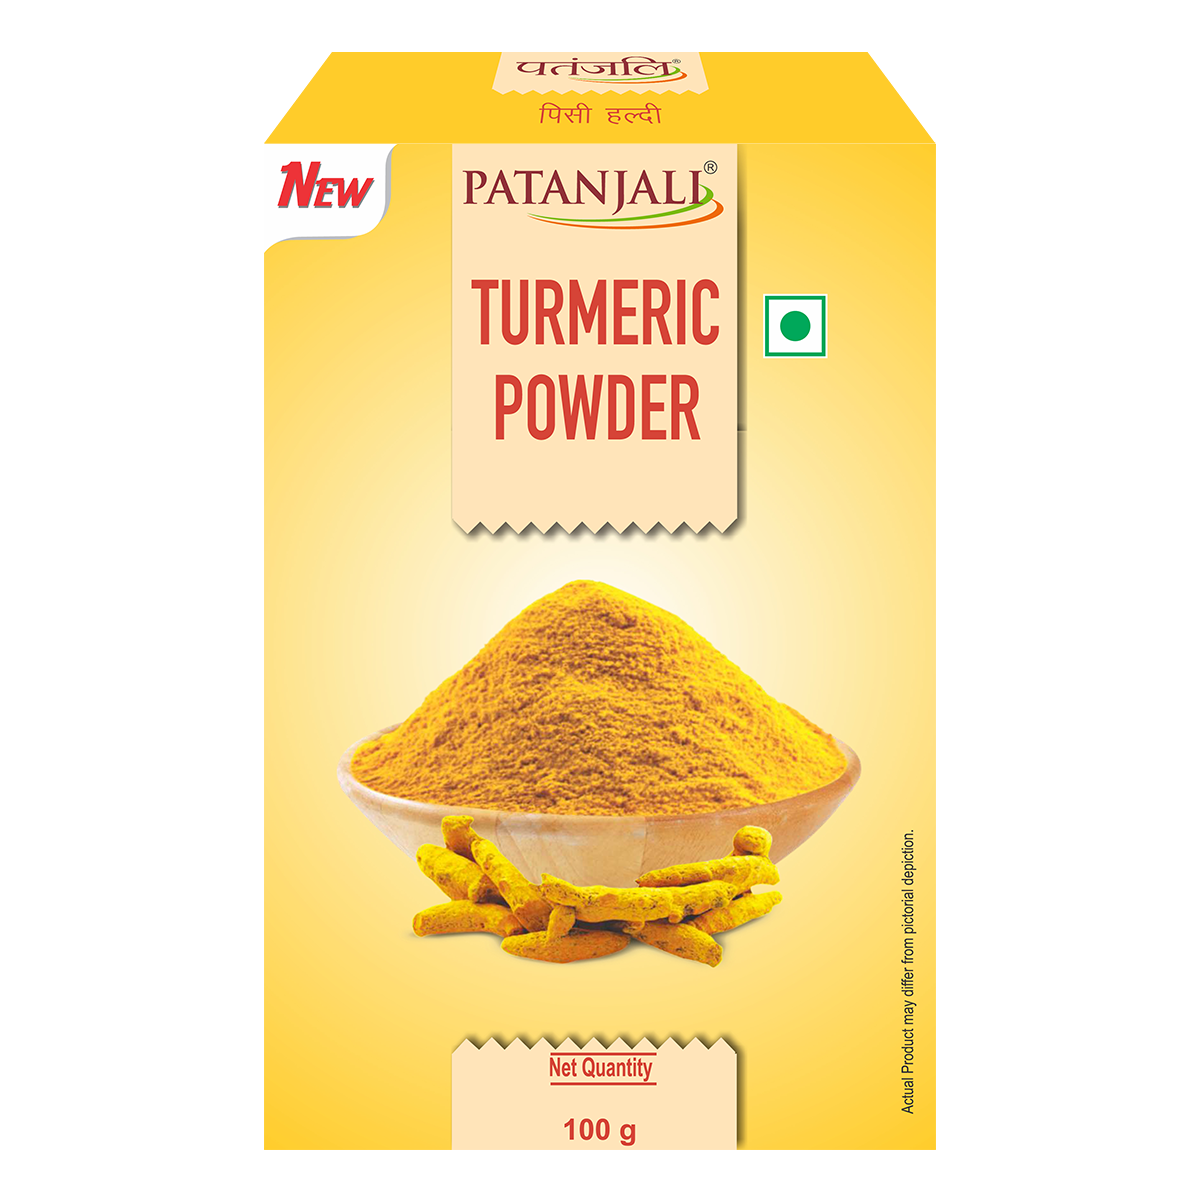 पतंजलि®
पिसी हल्दी
NEW
PATANJALI®
TURMERIC
POWDER
Net Quantity
100 g
Actual Product may differ from pictorial depiction.